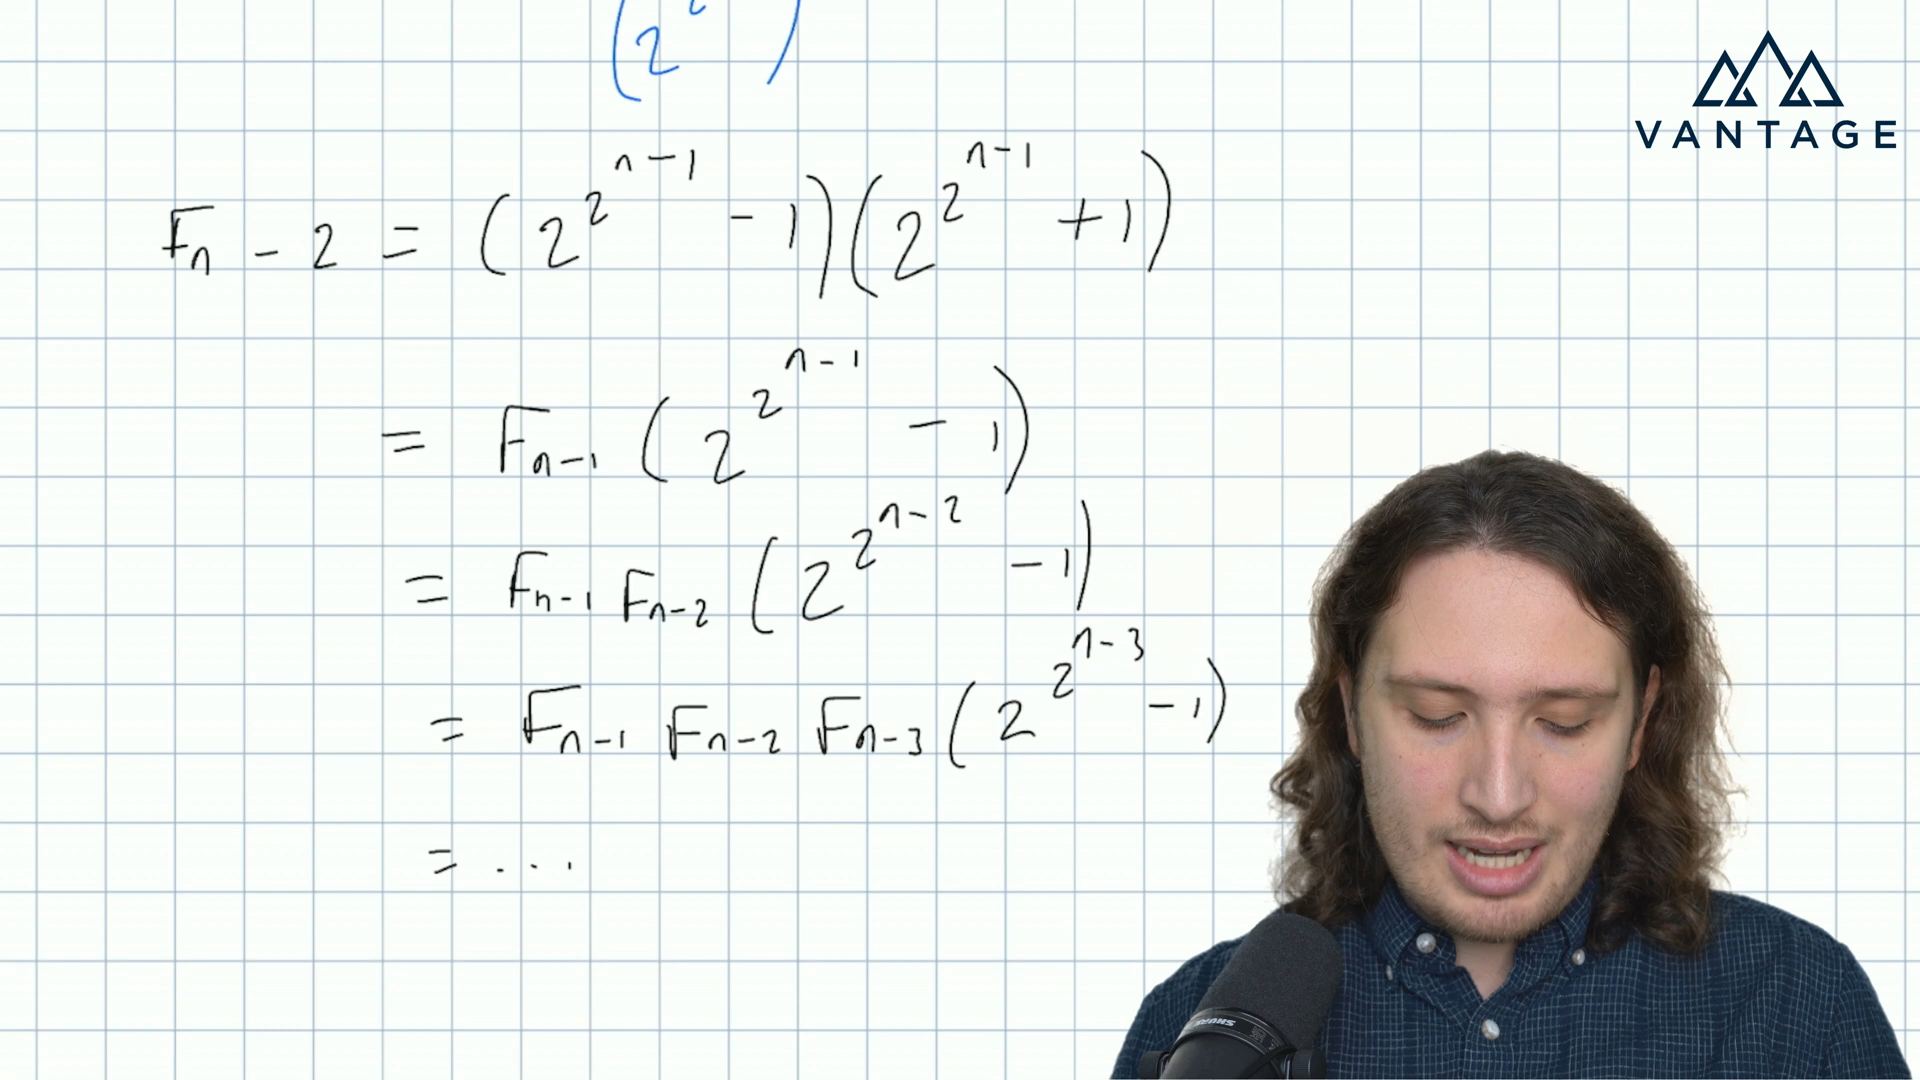 (2^2 )
VANTAGE
F_n - 2 = (2^{2^{n-1}} - 1)(2^{2^{n-1}} + 1)
= F_{n-1} (2^{2^{n-1}} - 1)
= F_{n-1} F_{n-2} (2^{2^{n-2}} - 1)
= F_{n-1} F_{n-2} F_{n-3} (2^{2^{n-3}} - 1)
= ...
SHURE